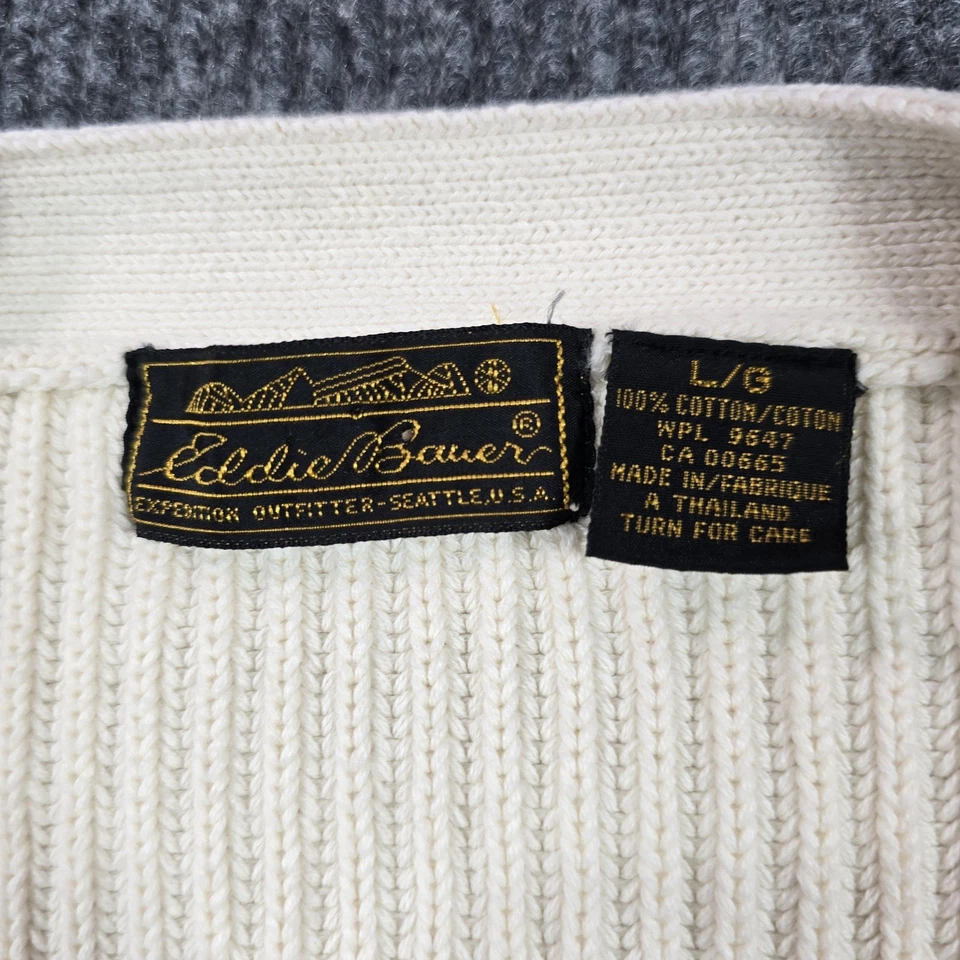 Eddie Bauer ®
EXPEDITION OUTFITTER-SEATTLE, U.S.A.
L/G
100% COTTON/COTON
WPL 9647
CA 00665
MADE IN/FABRIQUE
A THAILAND
TURN FOR CARE